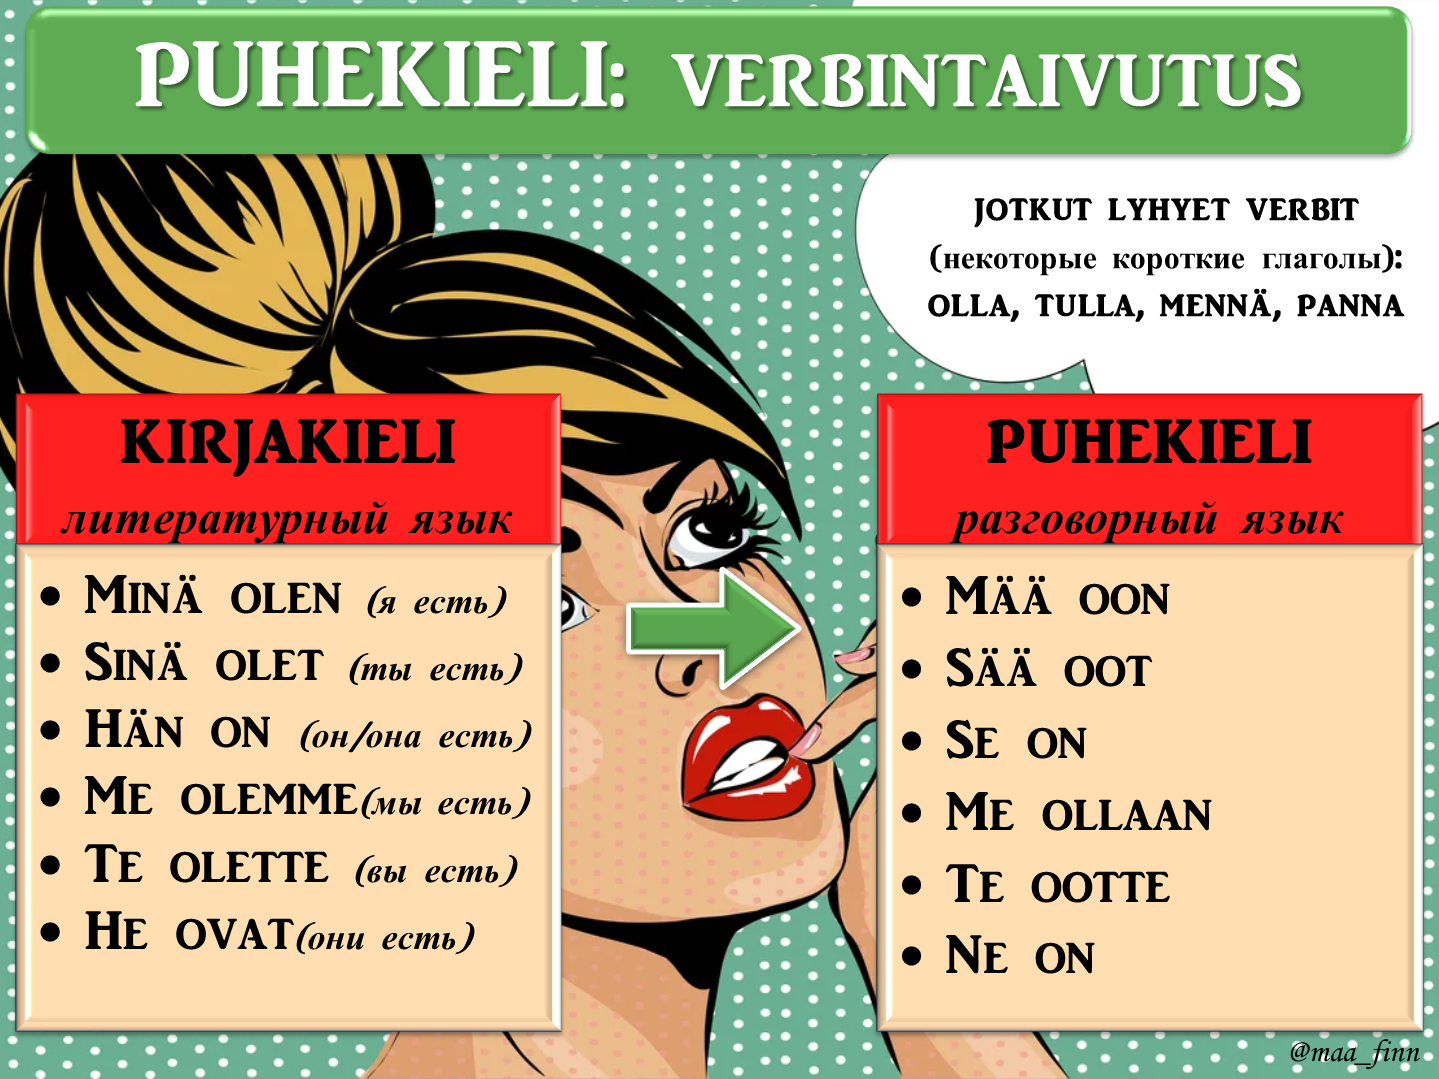 PUHEKIELI: VERBINTAIVUTUS
JOTKUT LYHYET VERBIT
(некоторые короткие глаголы):
OLLA, TULLA, MENNÄ, PANNA
KIRJAKIELI
литературный язык
• MINÄ OLEN (я есть)
• SINÄ OLET (ты есть)
• HÄN ON (он/она есть)
• ME OLEMME(мы есть)
• TE OLETTE (вы есть)
• HE OVAT(они есть)
PUHEKIELI
разговорный язык
• MÄÄ OON
• SÄÄ OOT
• SE ON
• ME OLLAAN
• TE OOTTE
• NE ON
@maa_finn